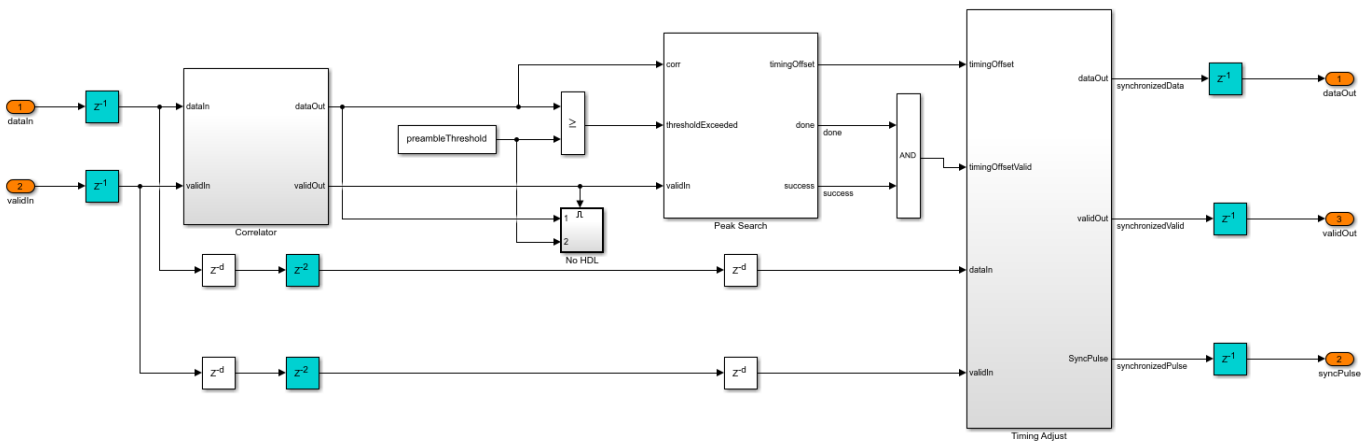 1
dataIn
z-1
2
validIn
z-1
dataIn
dataOut
validIn
validOut
Correlator
preambleThreshold
≥
1
2
No HDL
corr
timingOffset
thresholdExceeded
done
validIn
success
Peak Search
done
success
AND
timingOffset
dataOut
timingOffsetValid
validOut
dataIn
SyncPulse
validIn
Timing Adjust
z-d
z-2
z-d
z-d
z-2
z-d
synchronizedData
z-1
1
dataOut
synchronizedValid
z-1
3
validOut
synchronizedPulse
z-1
2
syncPulse